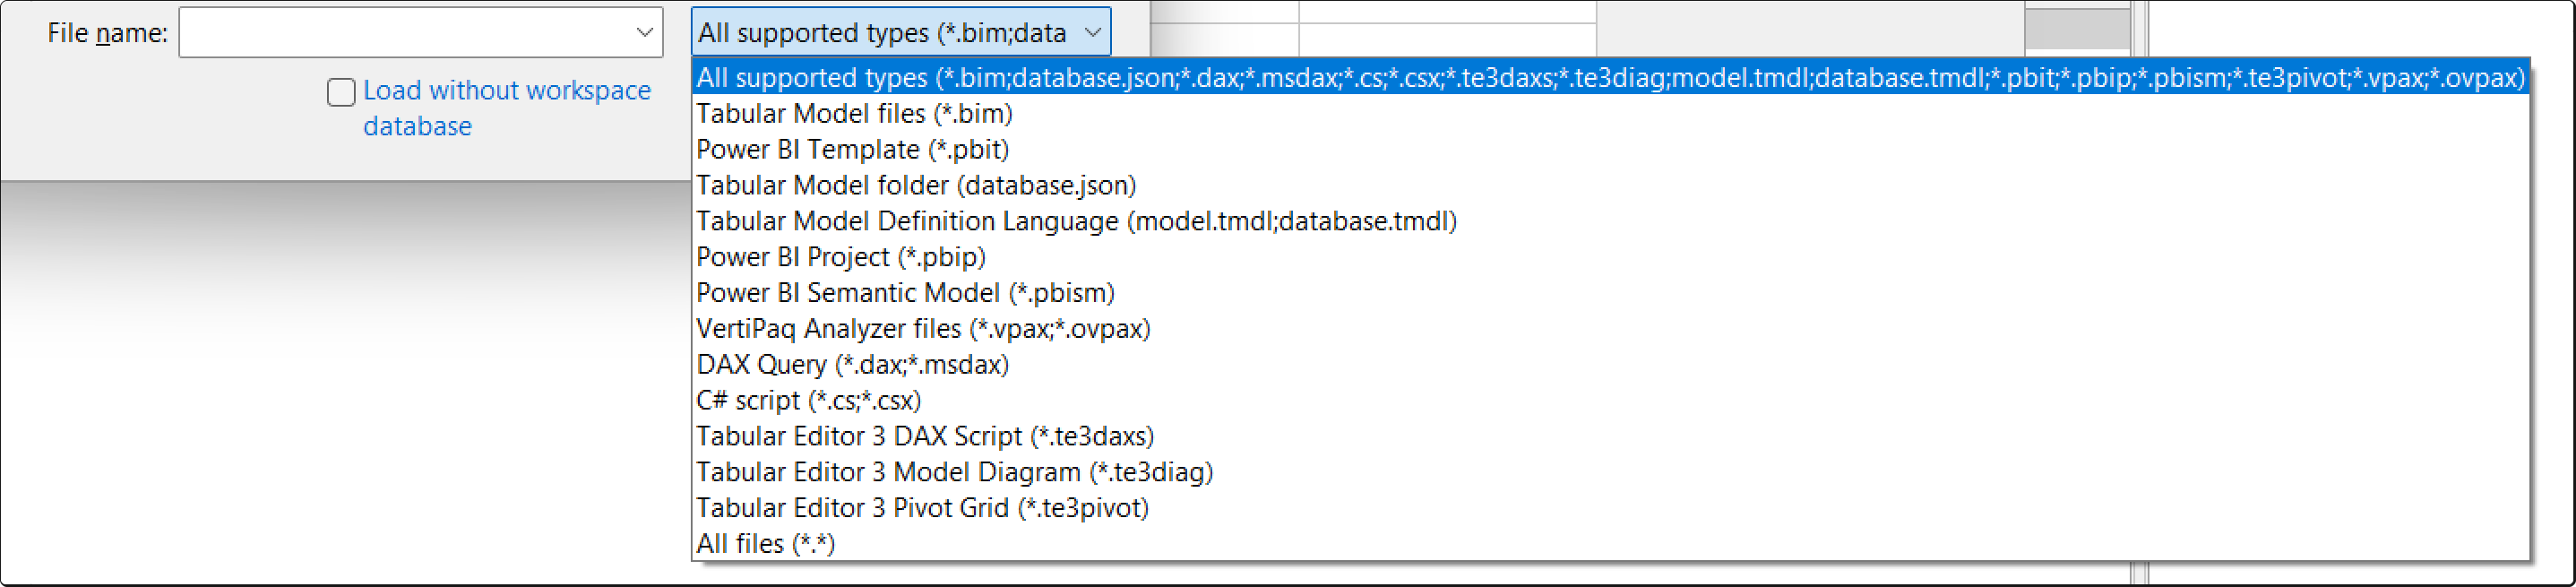 File name:
All supported types (*.bim;data
Load without workspace
database
All supported types (*.bim;database.json;*.dax;*.msdax;*.cs;*.csx;*.te3daxs;*.te3diag;model.tmdl;database.tmdl;*.pbit;*.pbip;*.pbism;*.te3pivot;*.vpax;*.ovpax)
Tabular Model files (*.bim)
Power BI Template (*.pbit)
Tabular Model folder (database.json)
Tabular Model Definition Language (model.tmdl;database.tmdl)
Power BI Project (*.pbip)
Power BI Semantic Model (*.pbism)
VertiPaq Analyzer files (*.vpax;*.ovpax)
DAX Query (*.dax;*.msdax)
C# script (*.cs;*.csx)
Tabular Editor 3 DAX Script (*.te3daxs)
Tabular Editor 3 Model Diagram (*.te3diag)
Tabular Editor 3 Pivot Grid (*.te3pivot)
All files (*.*)